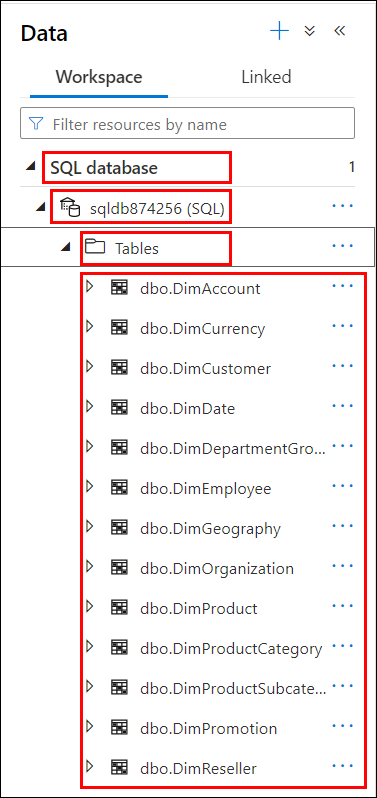 Data
Workspace Linked
Filter resources by name
SQL database 1
sqldb874256 (SQL) ...
Tables ...
dbo.DimAccount ...
dbo.DimCurrency ...
dbo.DimCustomer ...
dbo.DimDate ...
dbo.DimDepartmentGro... ...
dbo.DimEmployee ...
dbo.DimGeography ...
dbo.DimOrganization ...
dbo.DimProduct ...
dbo.DimProductCategory ...
dbo.DimProductSubcate... ...
dbo.DimPromotion ...
dbo.DimReseller ...